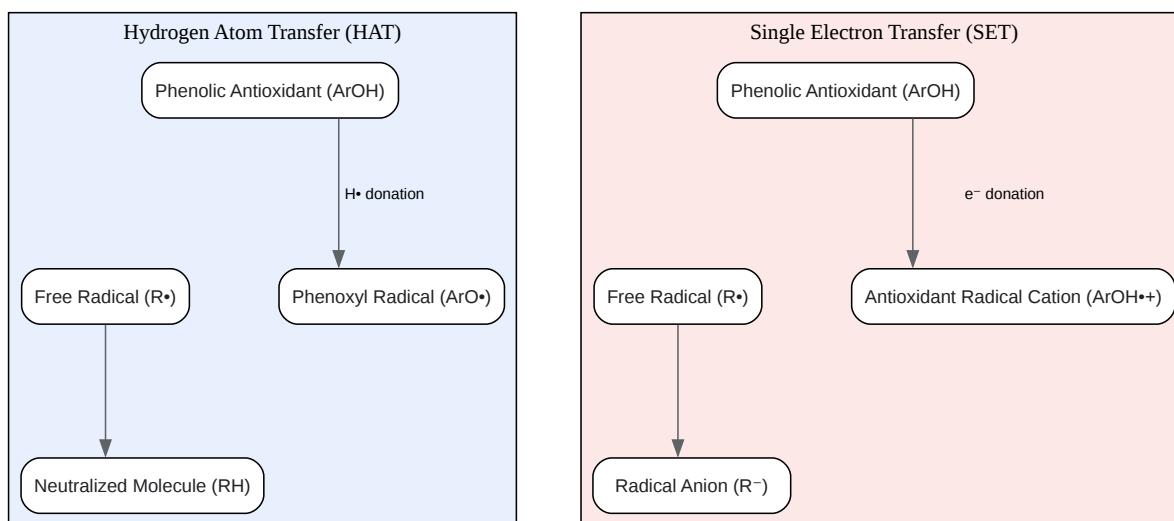 Hydrogen Atom Transfer (HAT)
Phenolic Antioxidant (ArOH)
H• donation
Free Radical (R•)
Phenoxyl Radical (ArO•)
Neutralized Molecule (RH)
Single Electron Transfer (SET)
Phenolic Antioxidant (ArOH)
e⁻ donation
Free Radical (R•)
Antioxidant Radical Cation (ArOH•+)
Radical Anion (R⁻)